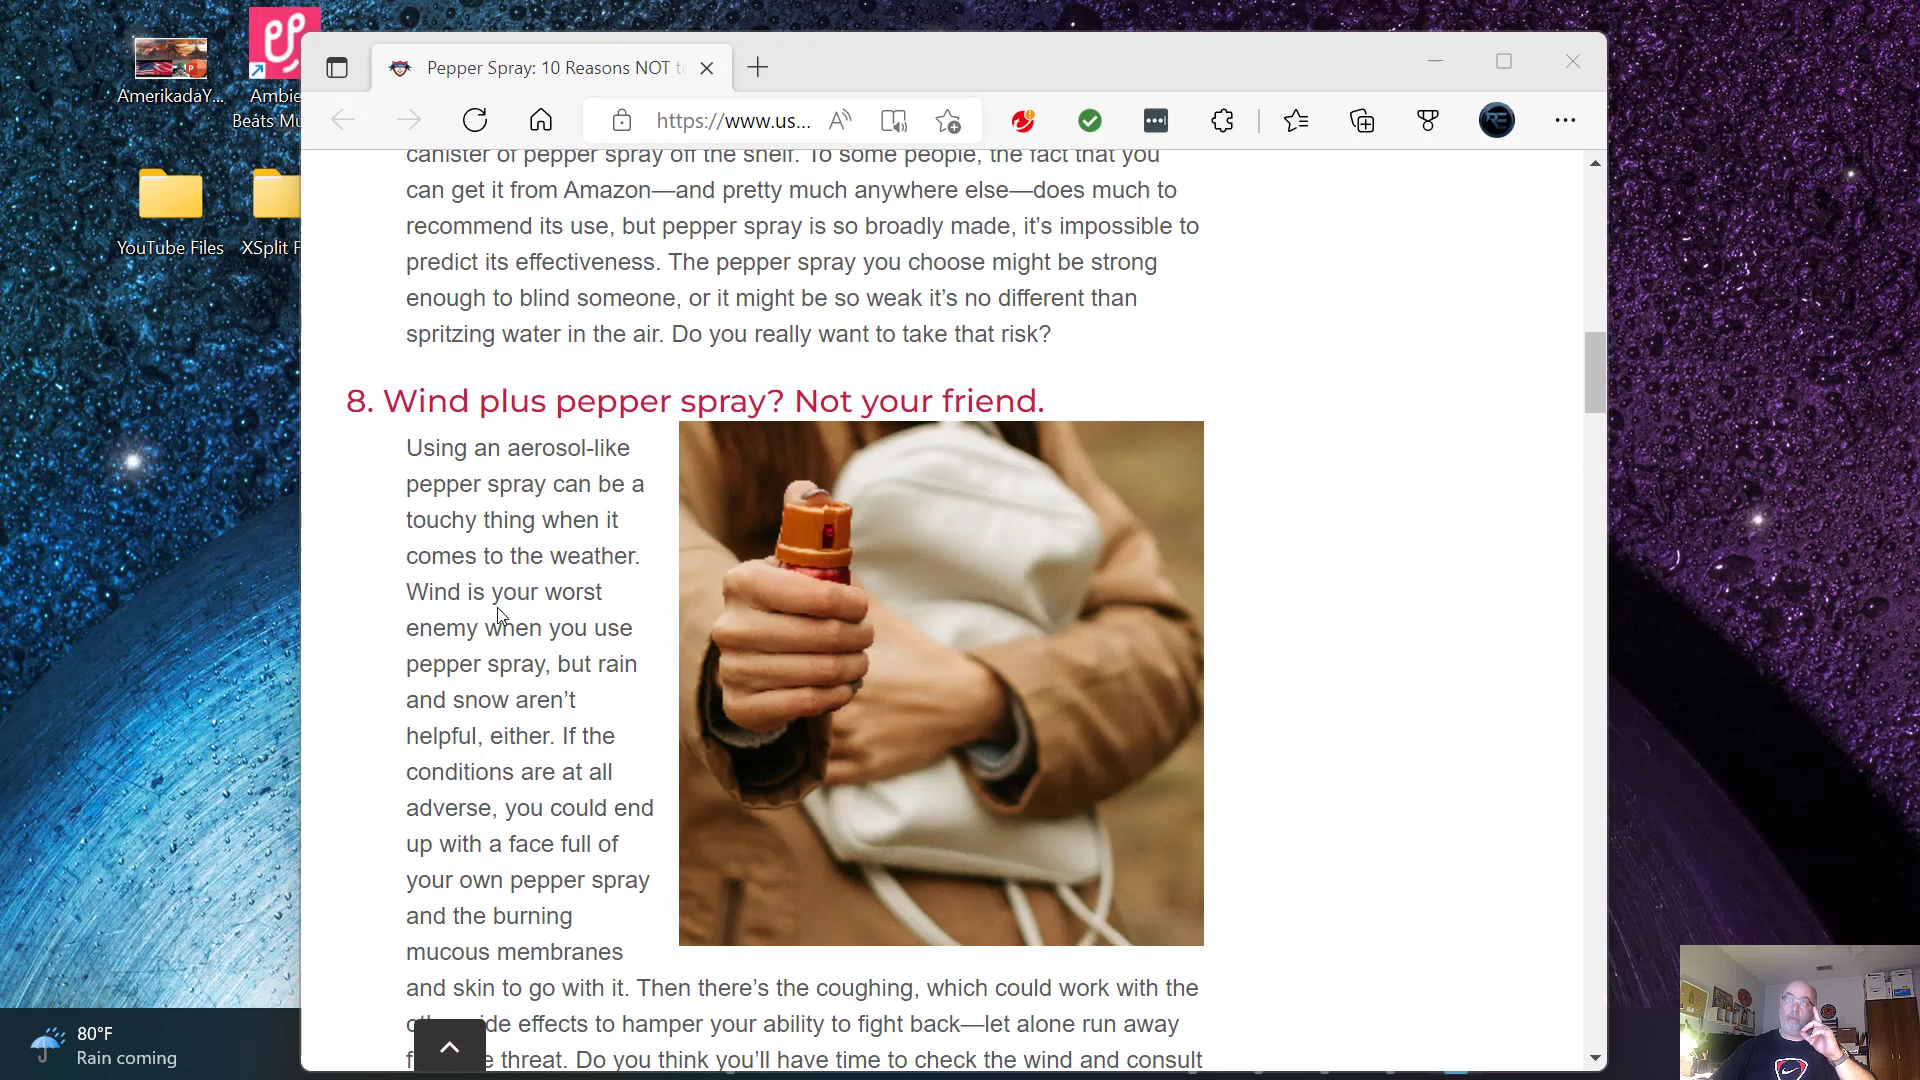 AmerikadaY...
Ambie
Beats Mu
YouTube Files
XSplit F
Pepper Spray: 10 Reasons NOT t
https://www.us...
canister of pepper spray off the shelf. To some people, the fact that you
can get it from Amazon—and pretty much anywhere else—does much to
recommend its use, but pepper spray is so broadly made, it’s impossible to
predict its effectiveness. The pepper spray you choose might be strong
enough to blind someone, or it might be so weak it’s no different than
spritzing water in the air. Do you really want to take that risk?
8. Wind plus pepper spray? Not your friend.
Using an aerosol-like
pepper spray can be a
touchy thing when it
comes to the weather.
Wind is your worst
enemy when you use
pepper spray, but rain
and snow aren’t
helpful, either. If the
conditions are at all
adverse, you could end
up with a face full of
your own pepper spray
and the burning
mucous membranes
and skin to go with it. Then there’s the coughing, which could work with the
de effects to hamper your ability to fight back—let alone run away
e threat. Do you think you’ll have time to check the wind and consult
80°F
Rain coming